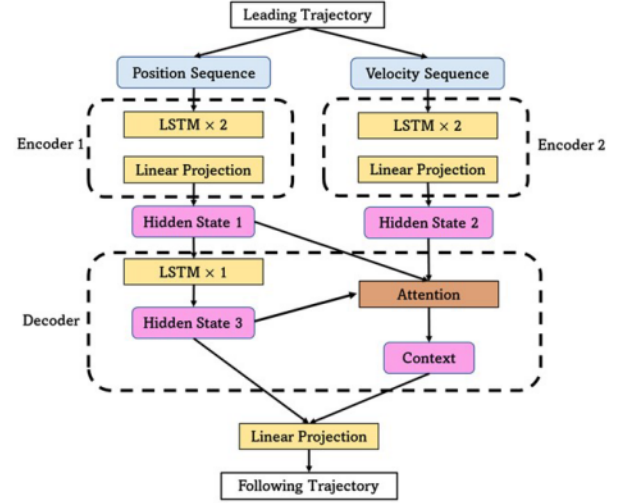 Leading Trajectory
Position Sequence
Velocity Sequence
Encoder 1
LSTM × 2
Linear Projection
LSTM × 2
Linear Projection
Encoder 2
Hidden State 1
Hidden State 2
Decoder
LSTM × 1
Attention
Hidden State 3
Context
Linear Projection
Following Trajectory